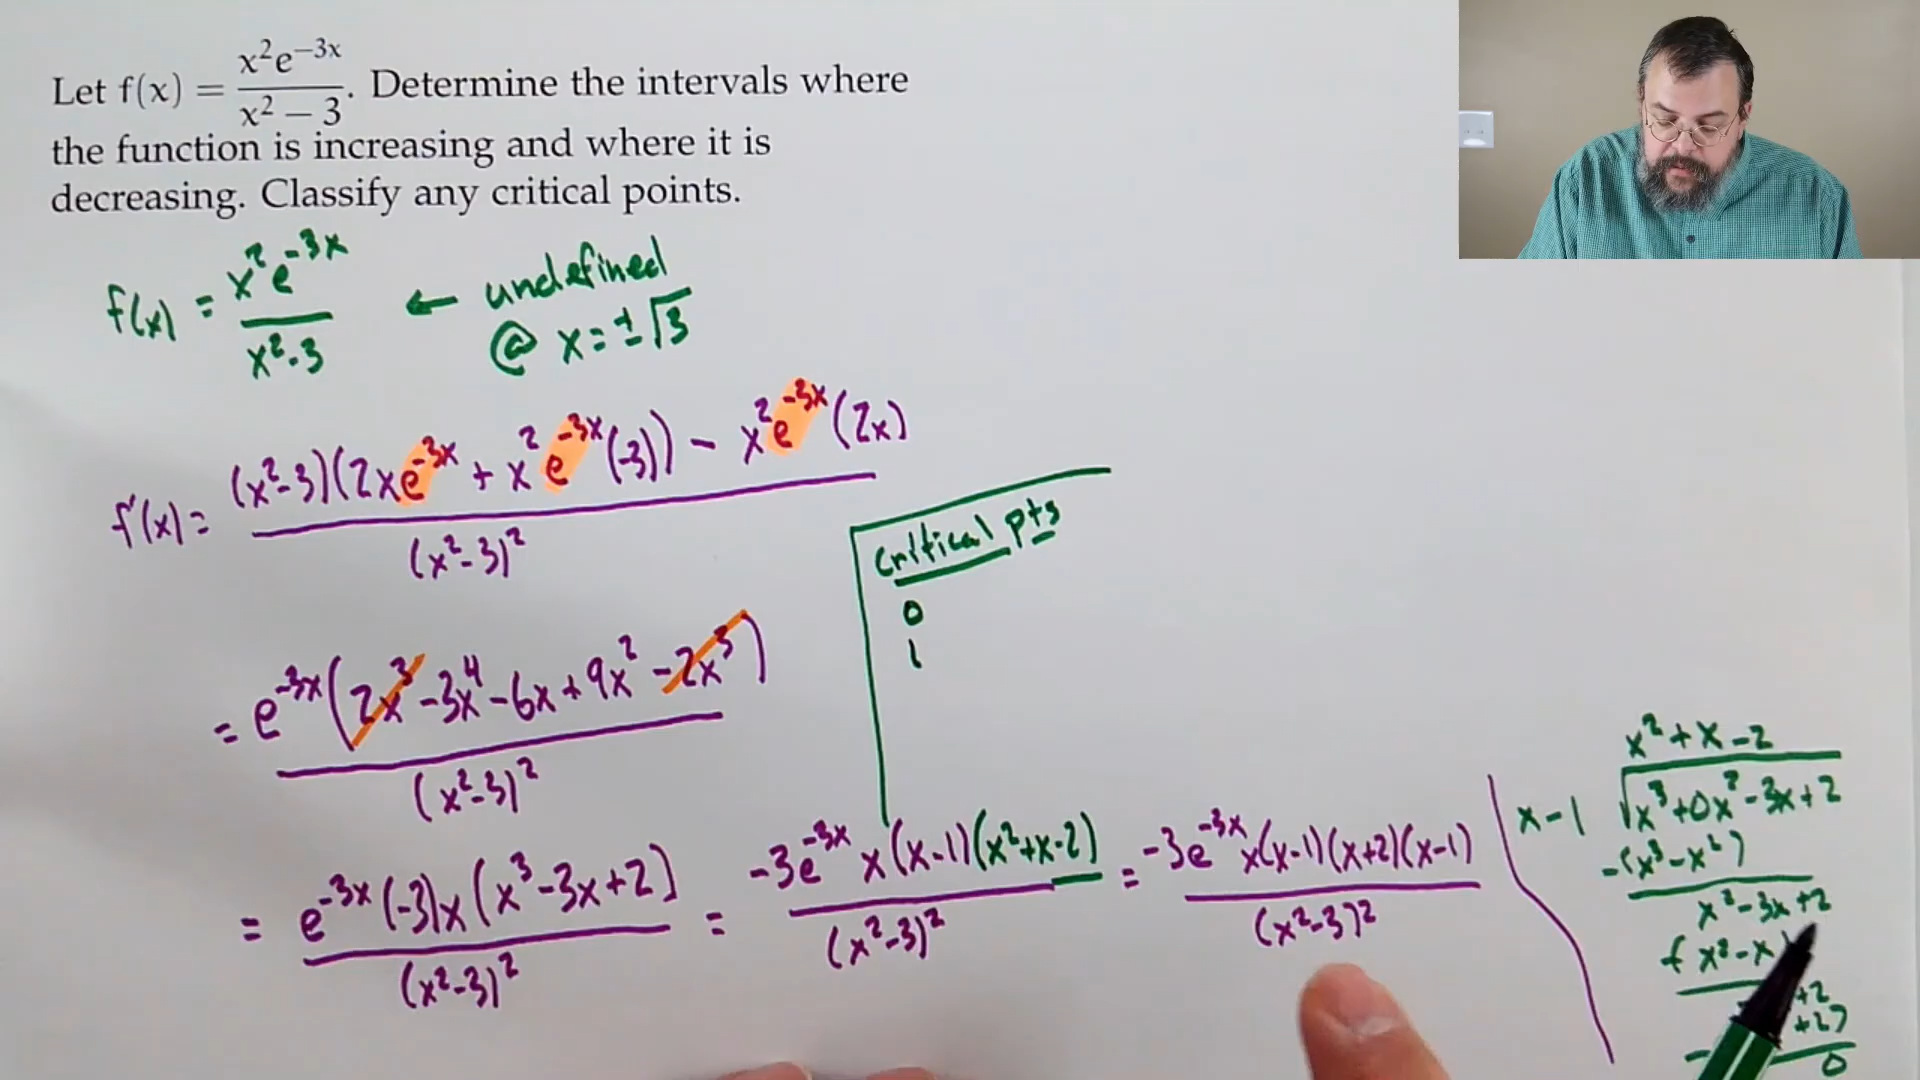 Let f(x) = x²e⁻³ˣ / x² − 3. Determine the intervals where
the function is increasing and where it is
decreasing. Classify any critical points.
f(x) = x²e⁻³ˣ / x²-3 ← undefined
@ x = ±√3
f'(x) = (x²-3)(2xe⁻³ˣ + x²e⁻³ˣ(-3)) - x²e⁻³ˣ(2x) / (x²-3)²
Critical pts
0
1
= e⁻³ˣ(2x³-3x⁴-6x+9x²-2x³) / (x²-3)²
= e⁻³ˣ(-3)x(x³-3x+2) / (x²-3)² = -3e⁻³ˣ x(x-1)(x²+x-2) / (x²-3)² = -3e⁻³ˣ x(x-1)(x+2)(x-1) / (x²-3)²
x²+x-2
x-1 √x³+0x²-3x+2
-(x³-x²)
x²-3x+2
-(x²-x
+2
+2)
0